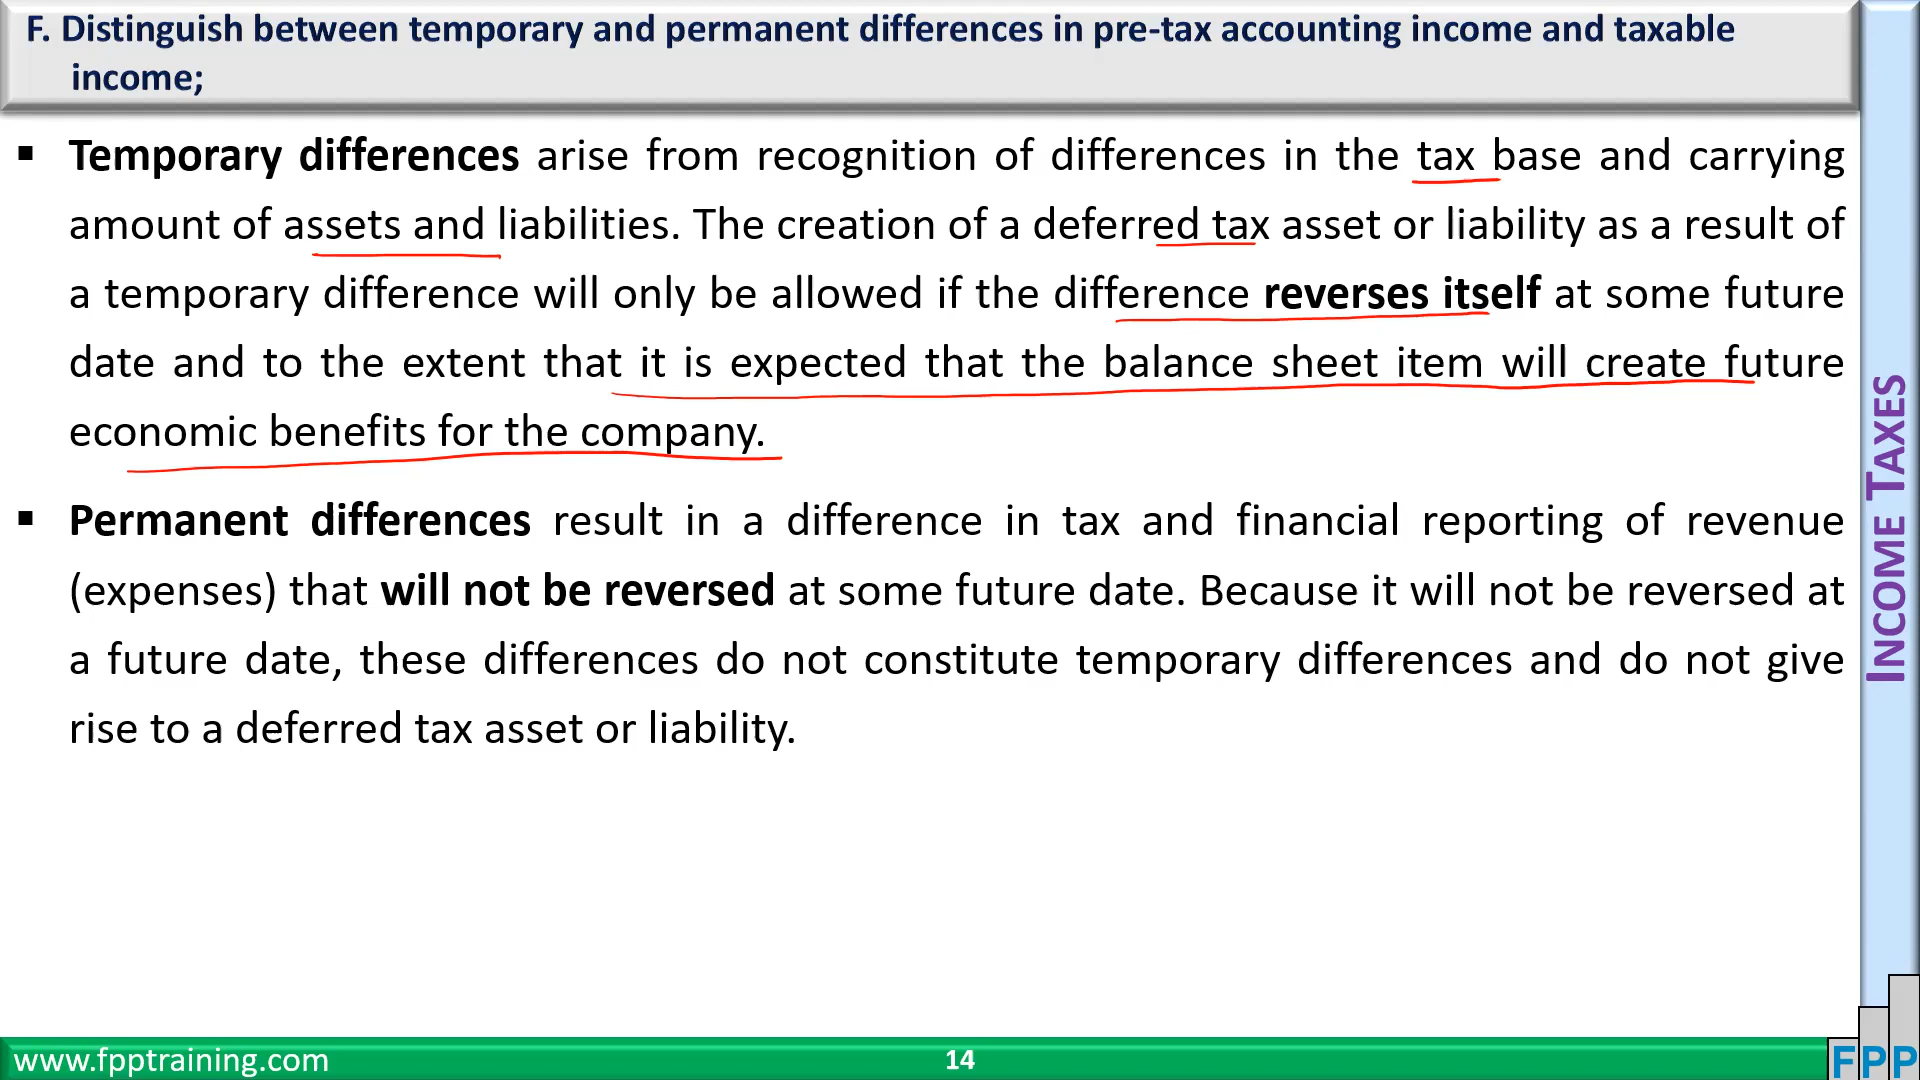 F. Distinguish between temporary and permanent differences in pre-tax accounting income and taxable
income;
▪ Temporary differences arise from recognition of differences in the tax base and carrying
amount of assets and liabilities. The creation of a deferred tax asset or liability as a result of
a temporary difference will only be allowed if the difference reverses itself at some future
date and to the extent that it is expected that the balance sheet item will create future
economic benefits for the company.
▪ Permanent differences result in a difference in tax and financial reporting of revenue
(expenses) that will not be reversed at some future date. Because it will not be reversed at
a future date, these differences do not constitute temporary differences and do not give
rise to a deferred tax asset or liability.
INCOME TAXES
www.fpptraining.com
14
FPP